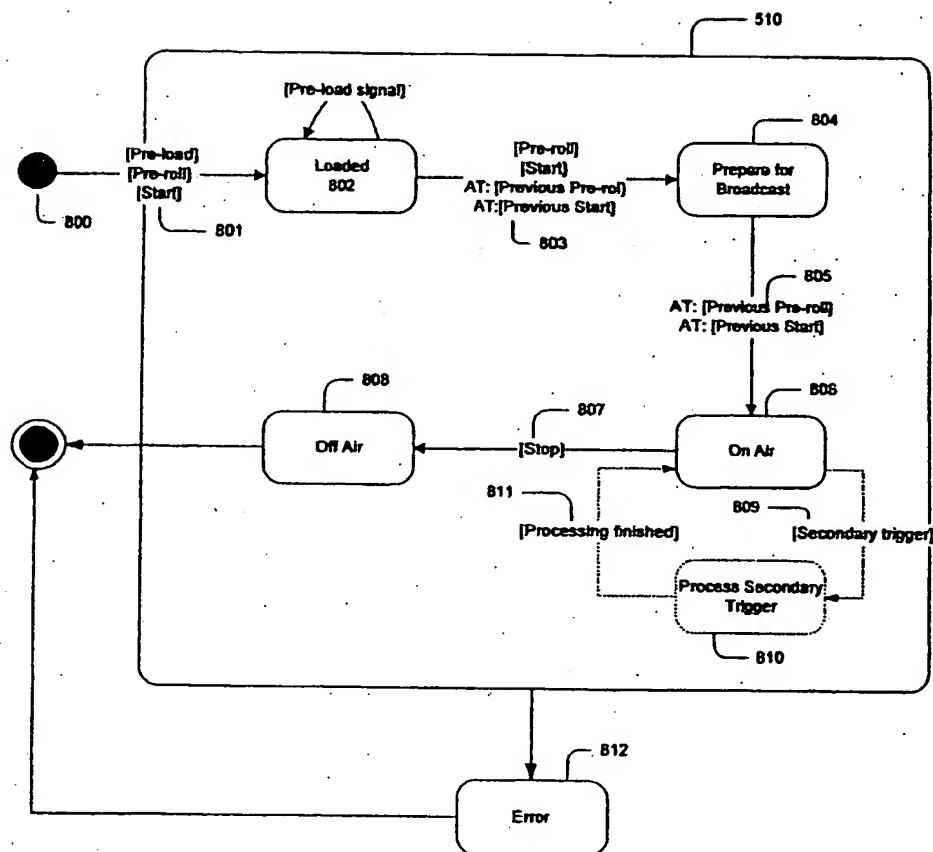 510
[Pre-load signal]
804
[Pre-load]
[Pre-roll]
[Start]
Loaded
802
[Pre-roll]
[Start]
AT: [Previous Pre-rol]
AT:[Previous Start]
Prepare for
Broadcast
800
801
803
805
AT: [Previous Pre-roll]
AT: [Previous Start]
808
807
806
Off Air
[Stop]
On Air
811
809
[Processing finished]
[Secondary trigger]
Process Secondary
Trigger
810
812
Error